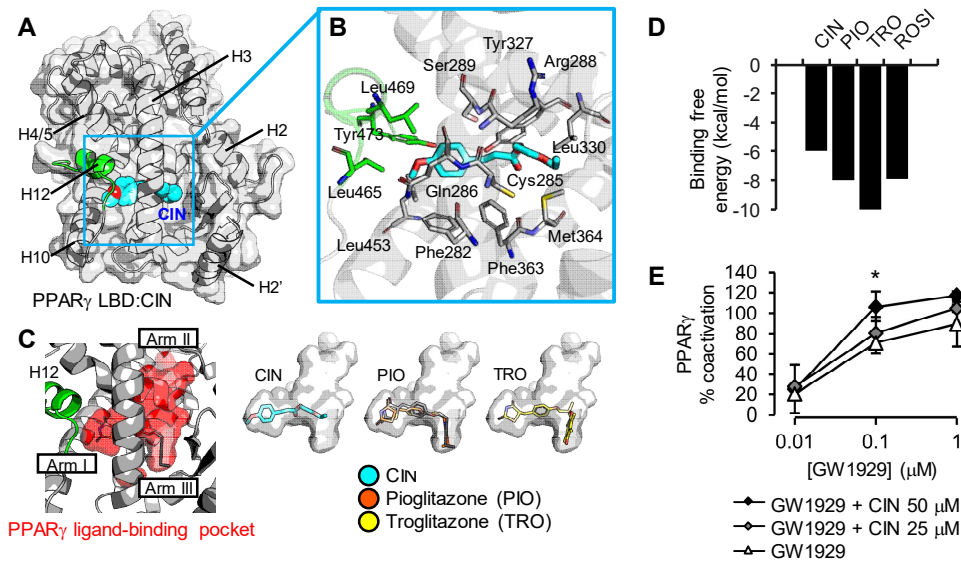 A
H3
H4/5
H2
H12
CIN
H10
H2'
PPARγ LBD:CIN
B
Tyr327
Ser289
Arg288
Leu469
Tyr473
Leu330
Leu465
Gln286
Cys285
Leu453
Phe282
Met364
Phe363
C
Arm II
H12
Arm I
Arm III
PPARγ ligand-binding pocket
CIN
PIO
TRO
CIN
Pioglitazone (PIO)
Troglitazone (TRO)
D
CIN
PIO
TRO
ROSI
Binding free
energy (kcal/mol)
0
-2
-4
-6
-8
-10
E
PPARγ
% coactivation
140
120
100
80
60
40
20
0
*
0.01
0.1
1
[GW1929] (μM)
GW1929 + CIN 50 μM
GW1929 + CIN 25 μM
GW1929